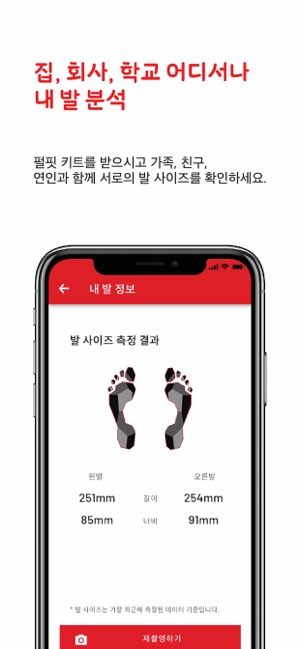 집, 회사, 학교 어디서나
내 발 분석
펄핏 키트를 받으시고 가족, 친구,
연인과 함께 서로의 발 사이즈를 확인하세요.
내 발 정보
발 사이즈 측정 결과
왼발 오른발
251mm 길이 254mm
85mm 너비 91mm
* 발 사이즈는 가장 최근에 측정된 데이터 기준입니다.
재촬영하기